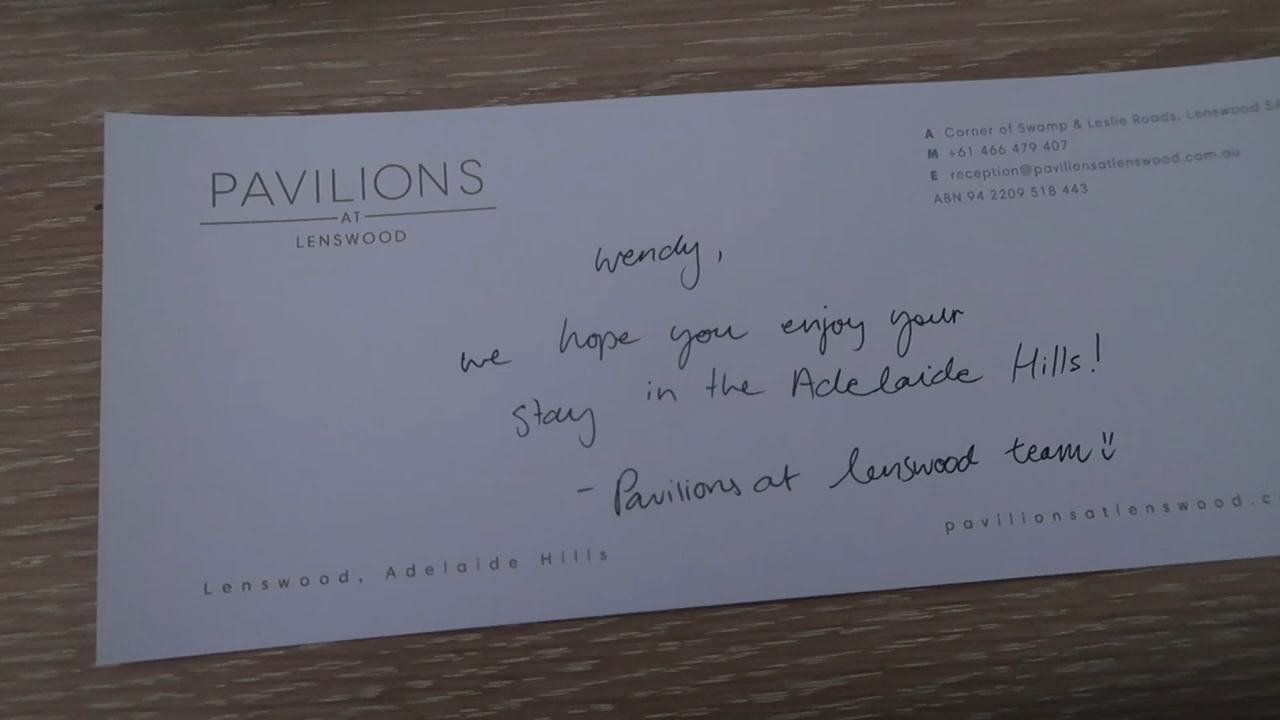 PAVILIONS
AT
LENSWOOD
A Corner of Swamp & Leslie Roads, Lenswood SA
M +61 466 479 407
E reception@pavilionsatlenswood.com.au
ABN 94 2209 518 443
Wendy,
we hope you enjoy your
stay in the Adelaide Hills!
- Pavilions at lenswood team
Lenswood, Adelaide Hills
pavilionsatlenswood.c